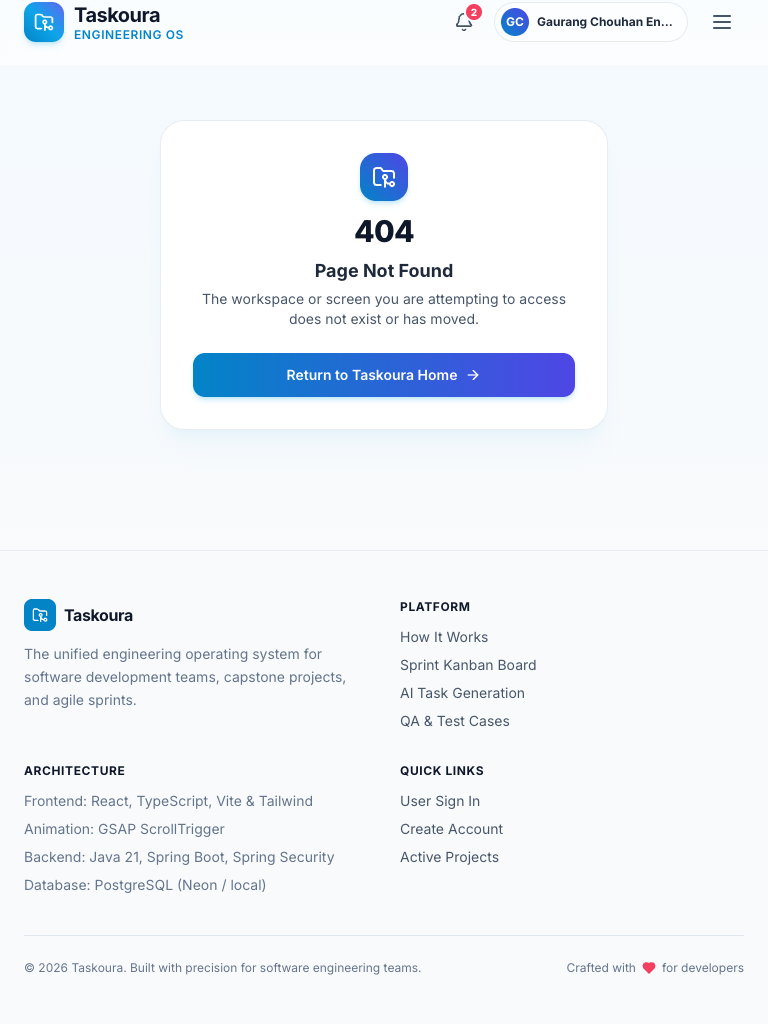 Taskoura
ENGINEERING OS
2
GC
Gaurang Chouhan En...
404
Page Not Found
The workspace or screen you are attempting to access
does not exist or has moved.
Return to Taskoura Home
Taskoura
The unified engineering operating system for
software development teams, capstone projects,
and agile sprints.
PLATFORM
How It Works
Sprint Kanban Board
AI Task Generation
QA & Test Cases
ARCHITECTURE
Frontend: React, TypeScript, Vite & Tailwind
Animation: GSAP ScrollTrigger
Backend: Java 21, Spring Boot, Spring Security
Database: PostgreSQL (Neon / local)
QUICK LINKS
User Sign In
Create Account
Active Projects
© 2026 Taskoura. Built with precision for software engineering teams.
Crafted with ❤ for developers